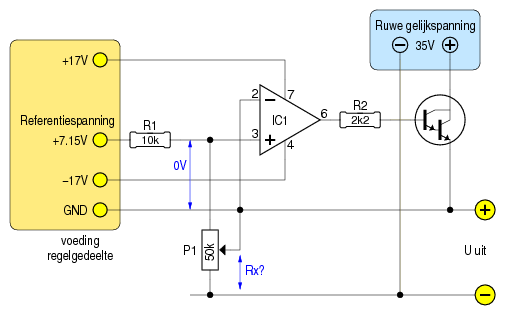 Ruwe gelijkspanning
35V
+17V
Referentiespanning
+7.15V
−17V
GND
voeding
regelgedeelte
R1
10k
0V
2
7
IC1
3
4
6
R2
2k2
P1
50k
Rx?
U uit